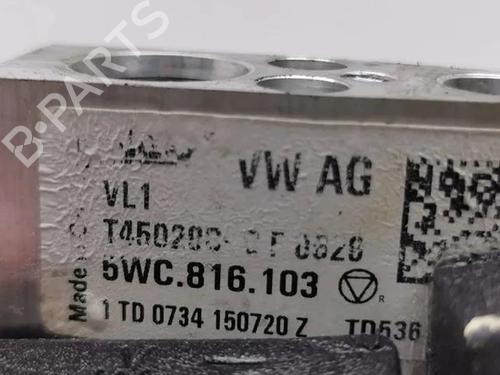 B-PARTS
VW AG
VL1
5WC.816.103
R
1 TD 0734 150720 Z TD536
Made